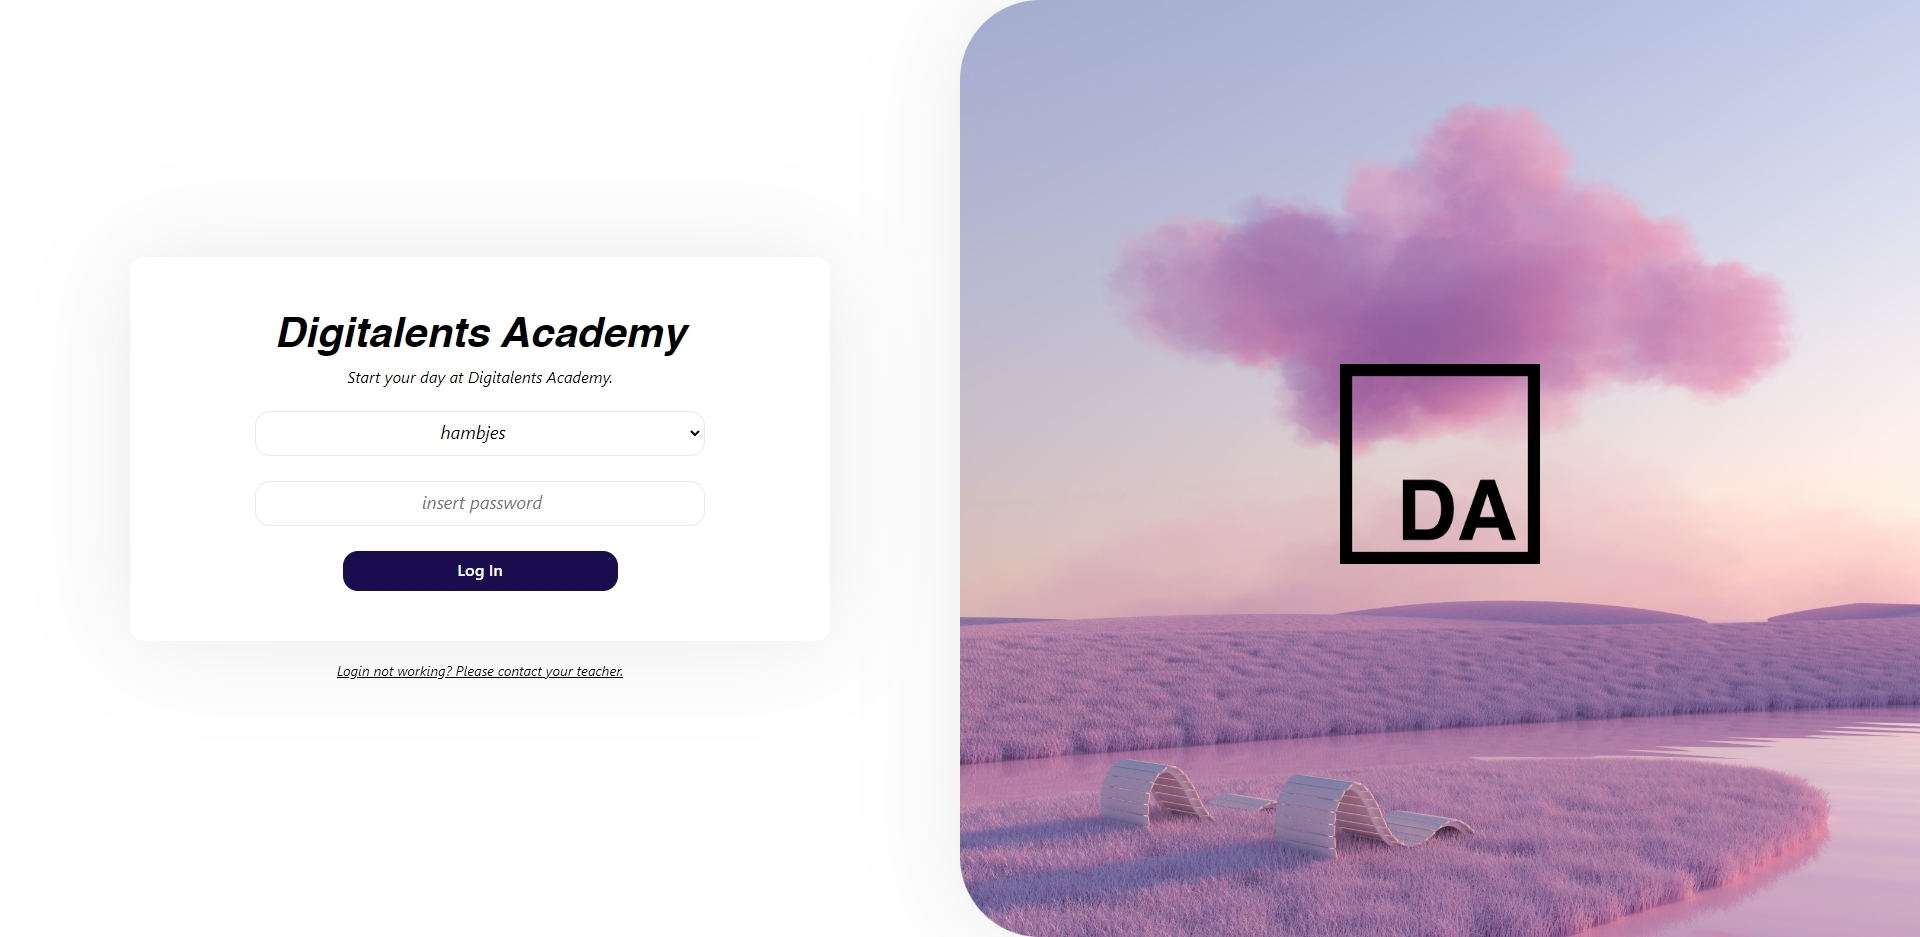 Digitalents Academy
Start your day at Digitalents Academy.
hambjes
insert password
Log In
Login not working? Please contact your teacher.
DA